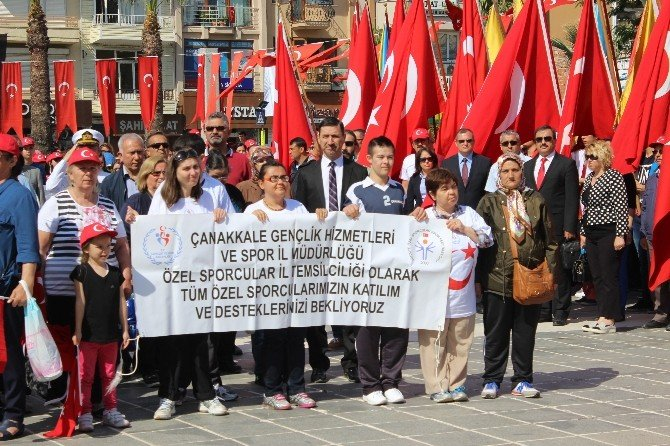 ÇANAKKALE GENÇLİK HİZMETLERİ
VE SPOR İL MÜDÜRLÜĞÜ
ÖZEL SPORCULAR İL TEMSİLCİLİĞİ OLARAK
TÜM ÖZEL SPORCULARIMIZIN KATILIM
VE DESTEKLERİNİZİ BEKLİYORUZ